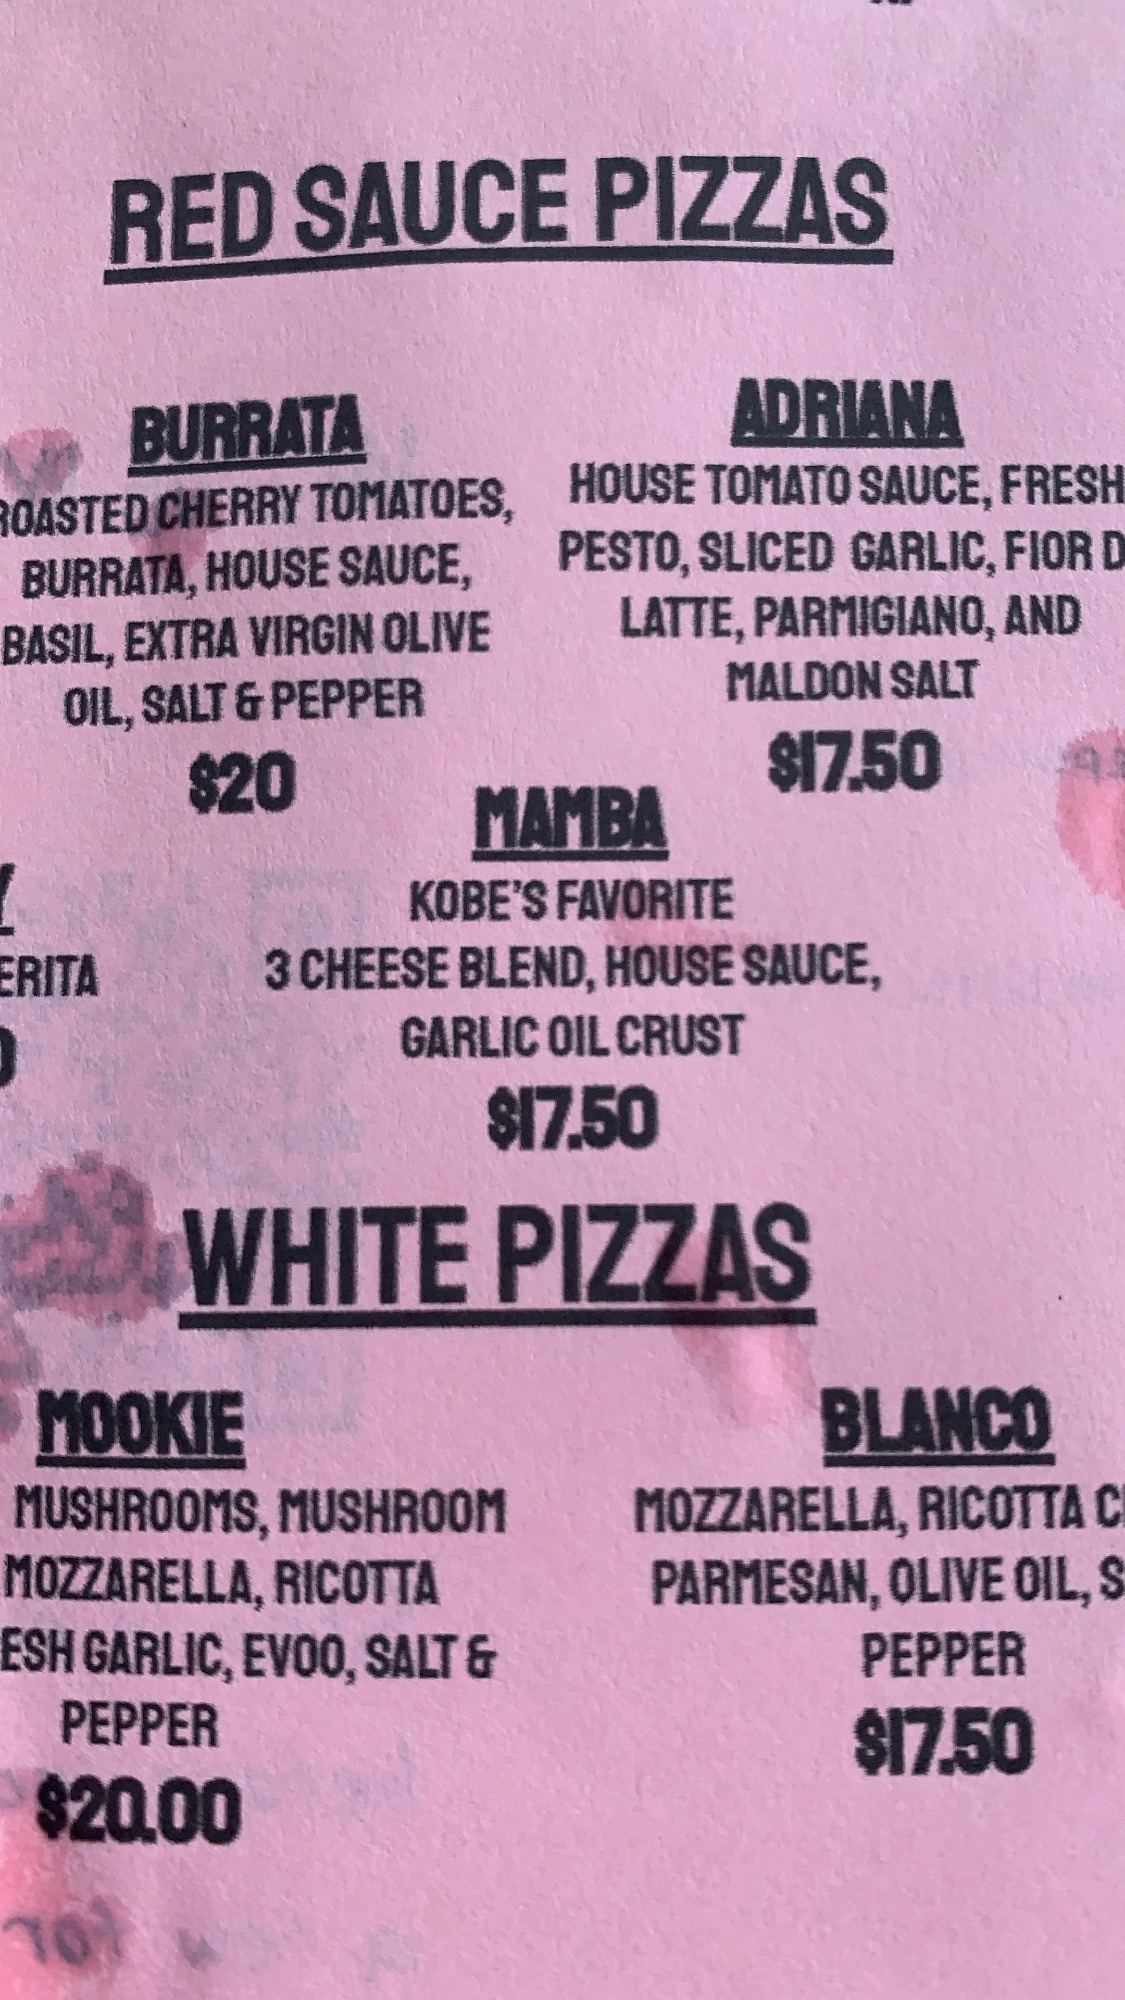 RED SAUCE PIZZAS
BURRATA
ROASTED CHERRY TOMATOES,
BURRATA, HOUSE SAUCE,
BASIL, EXTRA VIRGIN OLIVE
OIL, SALT & PEPPER
$20
ADRIANA
HOUSE TOMATO SAUCE, FRESH
PESTO, SLICED GARLIC, FIOR D
LATTE, PARMIGIANO, AND
MALDON SALT
$17.50
ERITA
MAMBA
KOBE'S FAVORITE
3 CHEESE BLEND, HOUSE SAUCE,
GARLIC OIL CRUST
$17.50
WHITE PIZZAS
MOOKIE
MUSHROOMS, MUSHROOM
MOZZARELLA, RICOTTA
ESH GARLIC, EVOO, SALT &
PEPPER
$20.00
BLANCO
MOZZARELLA, RICOTTA C
PARMESAN, OLIVE OIL, S
PEPPER
$17.50